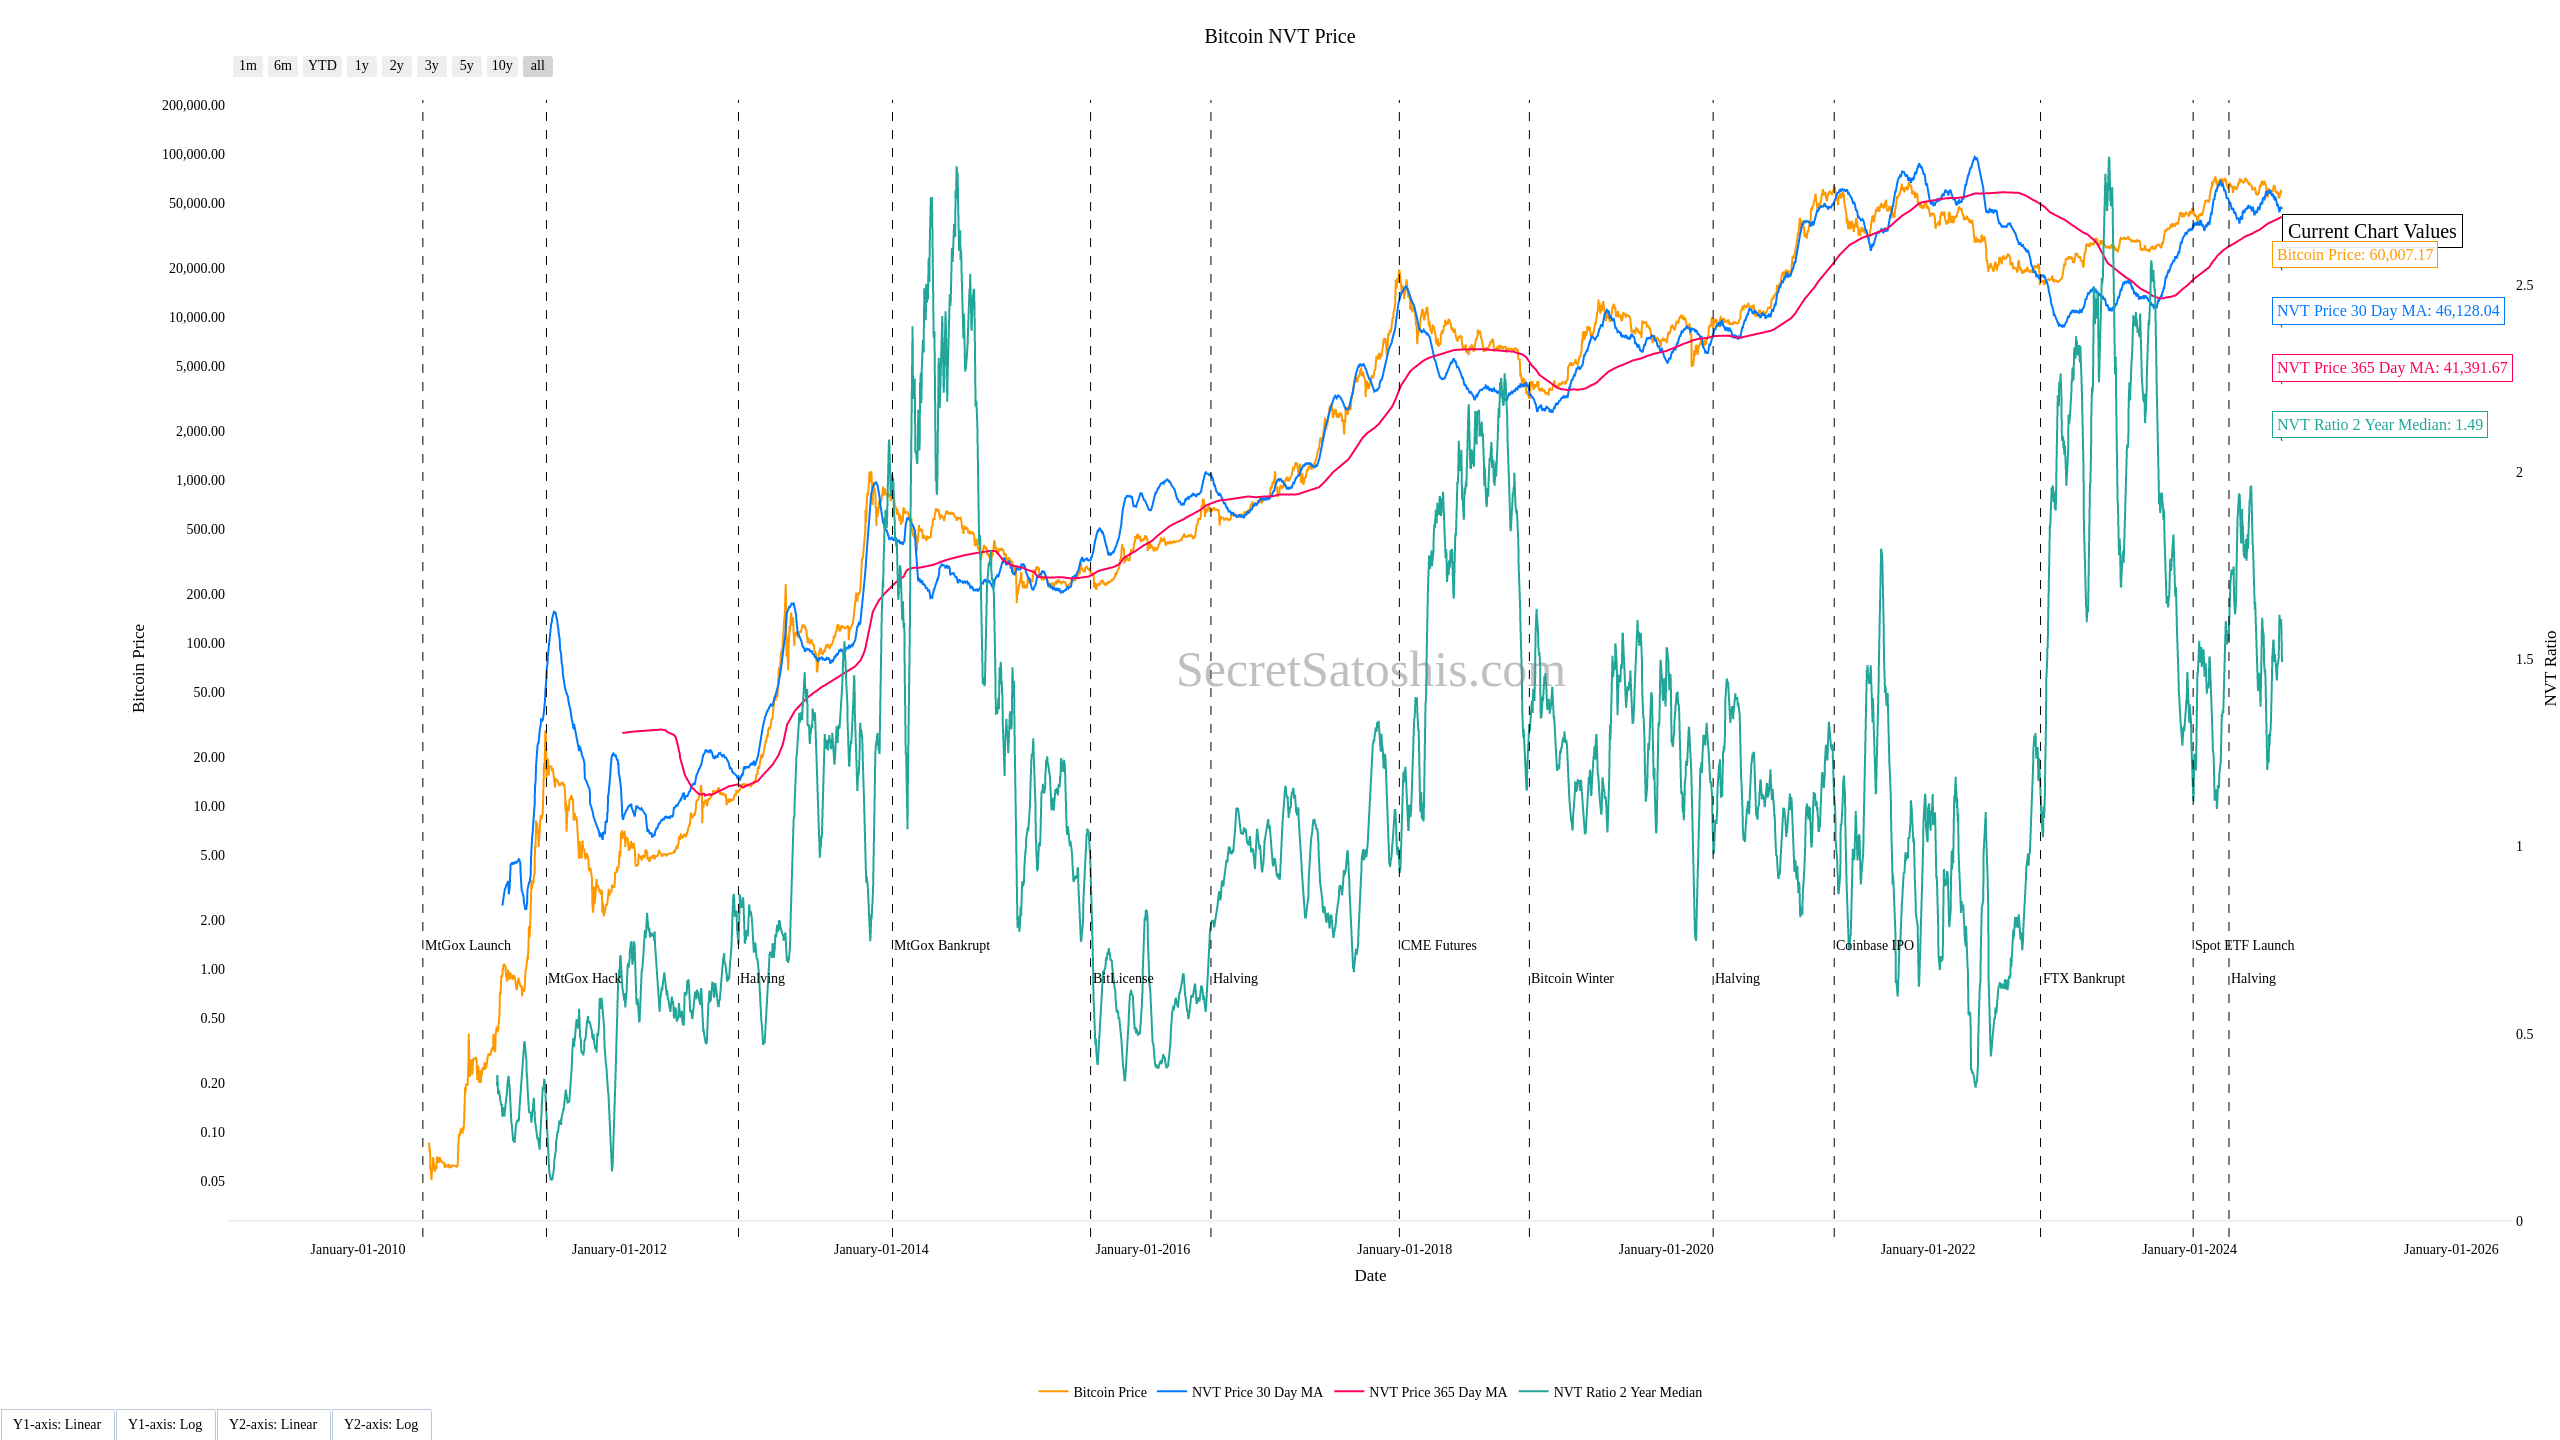 Bitcoin NVT Price
1m 6m YTD 1y 2y 3y 5y 10y all
200,000.00
100,000.00
50,000.00
20,000.00
10,000.00
5,000.00
2,000.00
1,000.00
500.00
200.00
100.00
50.00
20.00
10.00
5.00
2.00
1.00
0.50
0.20
0.10
0.05
Bitcoin Price
Current Chart Values
Bitcoin Price: 60,007.17
NVT Price 30 Day MA: 46,128.04
NVT Price 365 Day MA: 41,391.67
NVT Ratio 2 Year Median: 1.49
2.5
2
1.5
1
0.5
0
NVT Ratio
SecretSatoshis.com
MtGox Launch
MtGox Hack
Halving
MtGox Bankrupt
BitLicense
Halving
CME Futures
Bitcoin Winter
Halving
Coinbase IPO
FTX Bankrupt
Spot ETF Launch
Halving
January-01-2010 January-01-2012 January-01-2014 January-01-2016 January-01-2018 January-01-2020 January-01-2022 January-01-2024 January-01-2026
Date
Bitcoin Price NVT Price 30 Day MA NVT Price 365 Day MA NVT Ratio 2 Year Median
Y1-axis: Linear Y1-axis: Log Y2-axis: Linear Y2-axis: Log